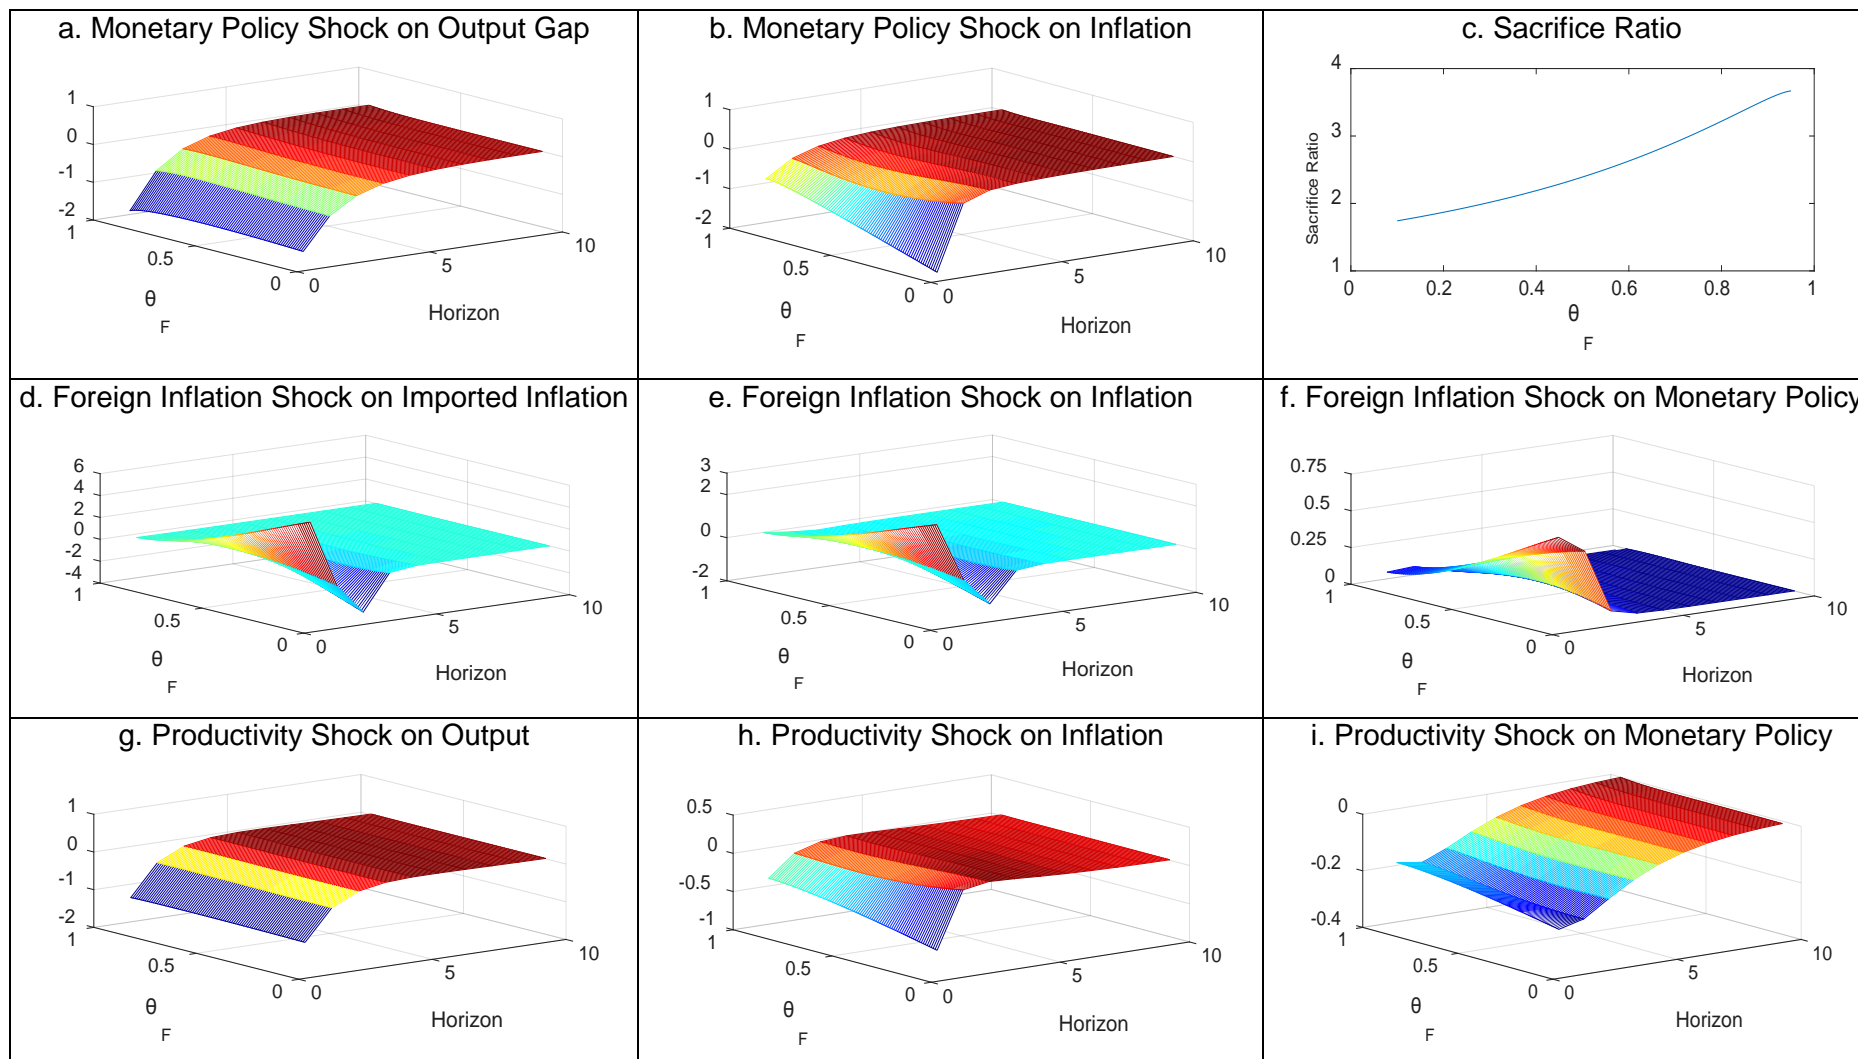 a. Monetary Policy Shock on Output Gap
1
0
-1
-2
1
0.5
0
0
5
10
θ
F
Horizon
b. Monetary Policy Shock on Inflation
1
0
-1
-2
1
0.5
0
0
5
10
θ
F
Horizon
c. Sacrifice Ratio
4
3
2
1
Sacrifice Ratio
0
0.2
0.4
0.6
0.8
1
θ
F
d. Foreign Inflation Shock on Imported Inflation
6
4
2
0
-2
-4
1
0.5
0
0
5
10
θ
F
Horizon
e. Foreign Inflation Shock on Inflation
3
2
0
-2
1
0.5
0
0
5
10
θ
F
Horizon
f. Foreign Inflation Shock on Monetary Policy
0.75
0.5
0.25
0
1
0.5
0
0
5
10
θ
F
Horizon
g. Productivity Shock on Output
1
0
-1
-2
1
0.5
0
0
5
10
θ
F
Horizon
h. Productivity Shock on Inflation
0.5
0
-0.5
-1
1
0.5
0
0
5
10
θ
F
Horizon
i. Productivity Shock on Monetary Policy
0
-0.2
-0.4
1
0.5
0
0
5
10
θ
F
Horizon